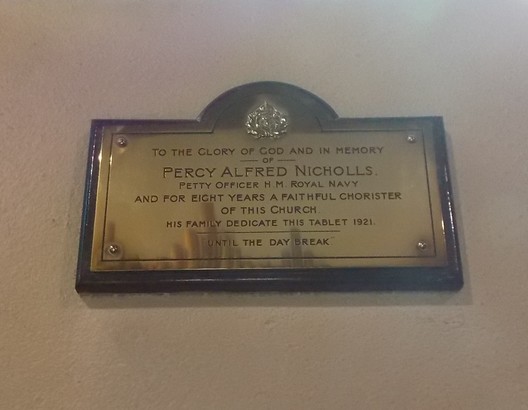 TO THE GLORY OF GOD AND IN MEMORY
OF
PERCY ALFRED NICHOLLS.
PETTY OFFICER H.M. ROYAL NAVY
AND FOR EIGHT YEARS A FAITHFUL CHORISTER
OF THIS CHURCH
HIS FAMILY DEDICATE THIS TABLET 1921.
"UNTIL THE DAY BREAK"